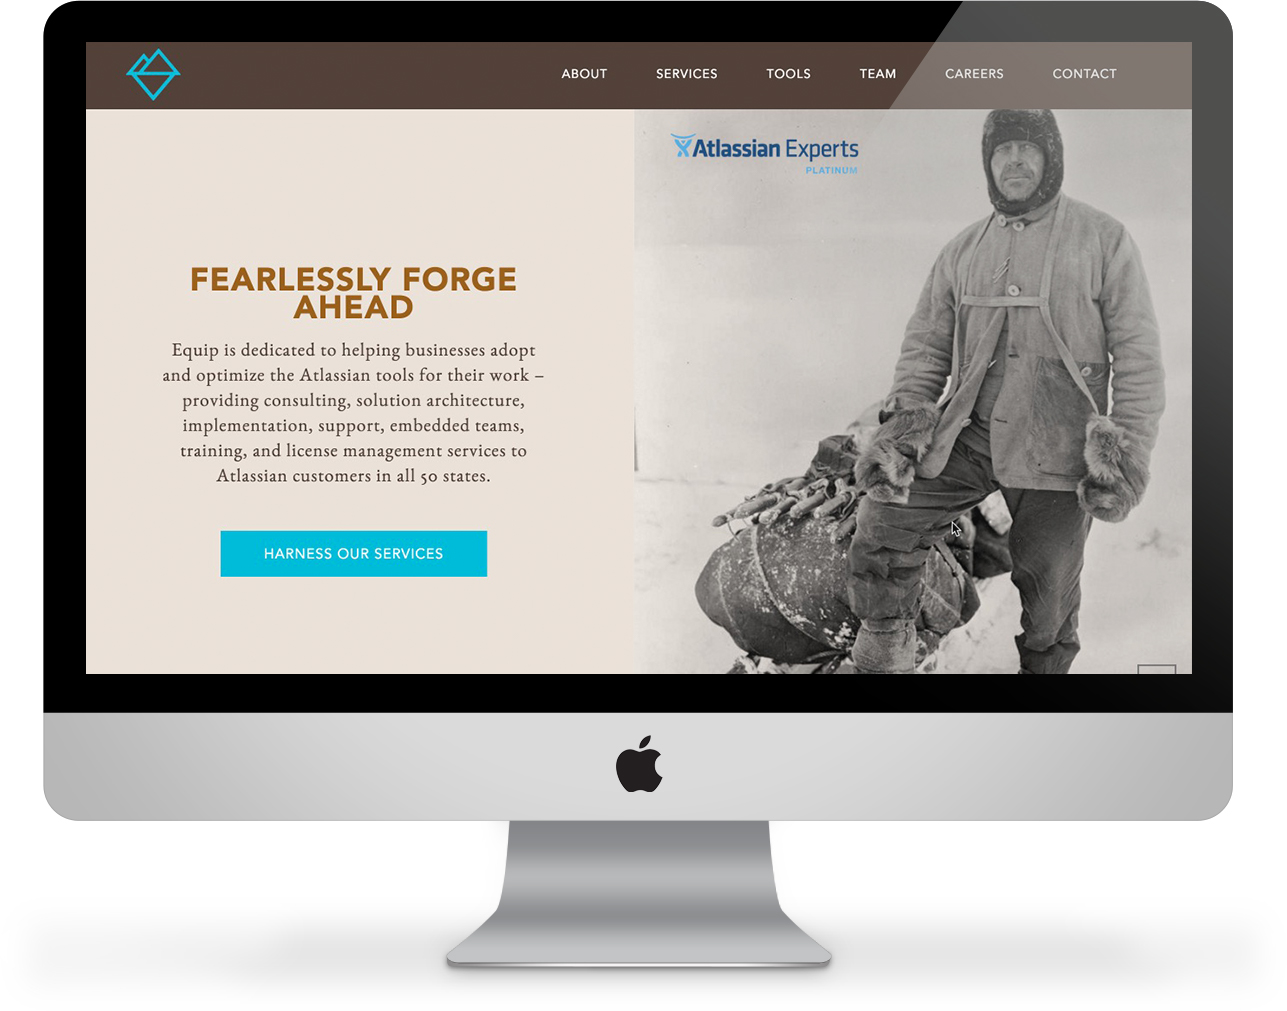 ABOUT SERVICES TOOLS TEAM CAREERS CONTACT
Atlassian Experts
PLATINUM
FEARLESSLY FORGE
AHEAD
Equip is dedicated to helping businesses adopt
and optimize the Atlassian tools for their work –
providing consulting, solution architecture,
implementation, support, embedded teams,
training, and license management services to
Atlassian customers in all 50 states.
HARNESS OUR SERVICES